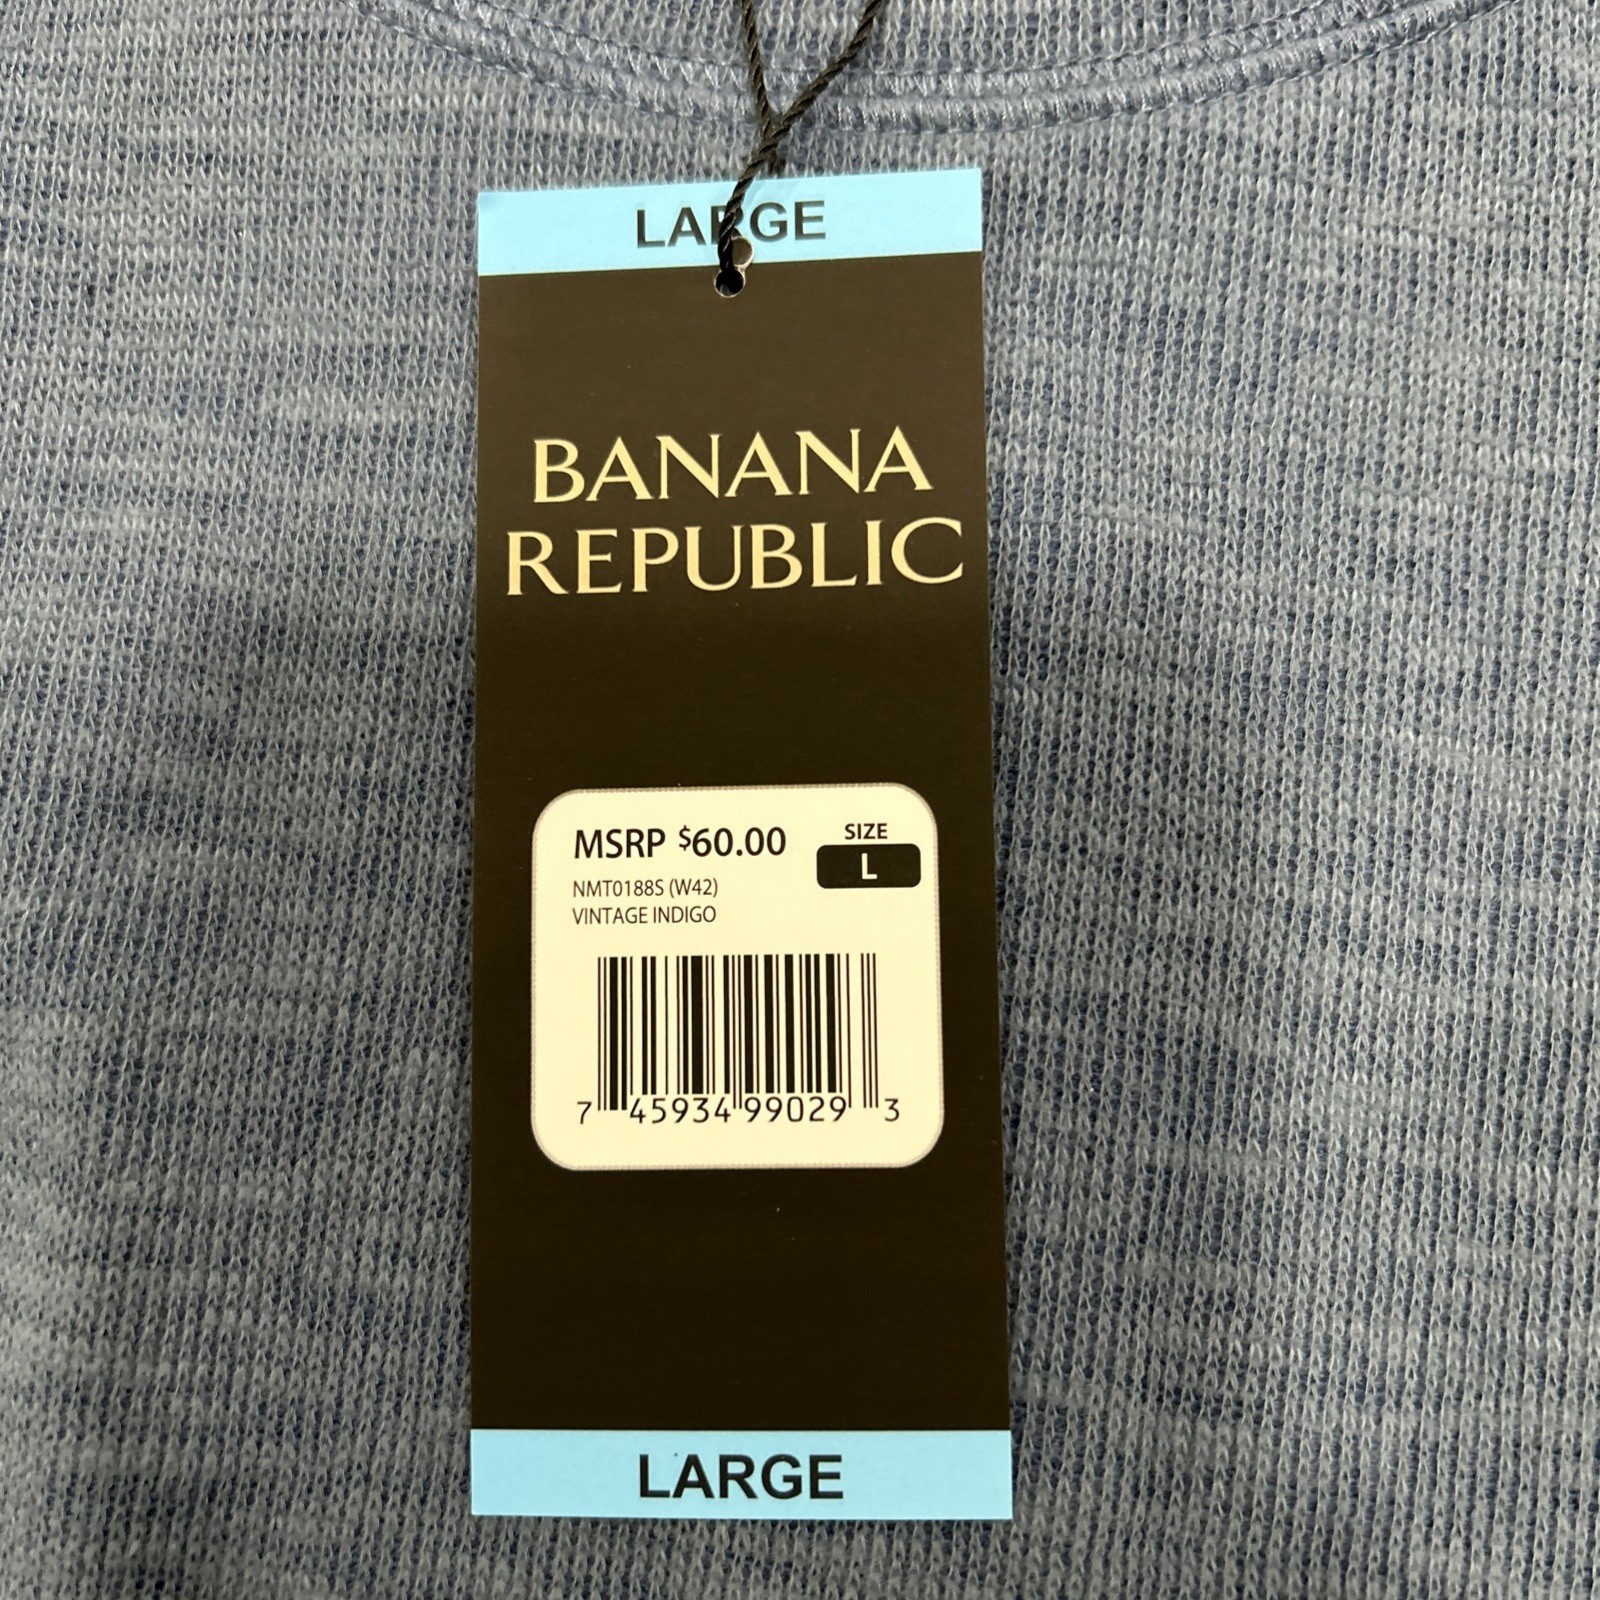 LARGE
BANANA
REPUBLIC
MSRP $60.00
SIZE
L
NMT0188S (W42)
VINTAGE INDIGO
7 45934 99029 3
LARGE